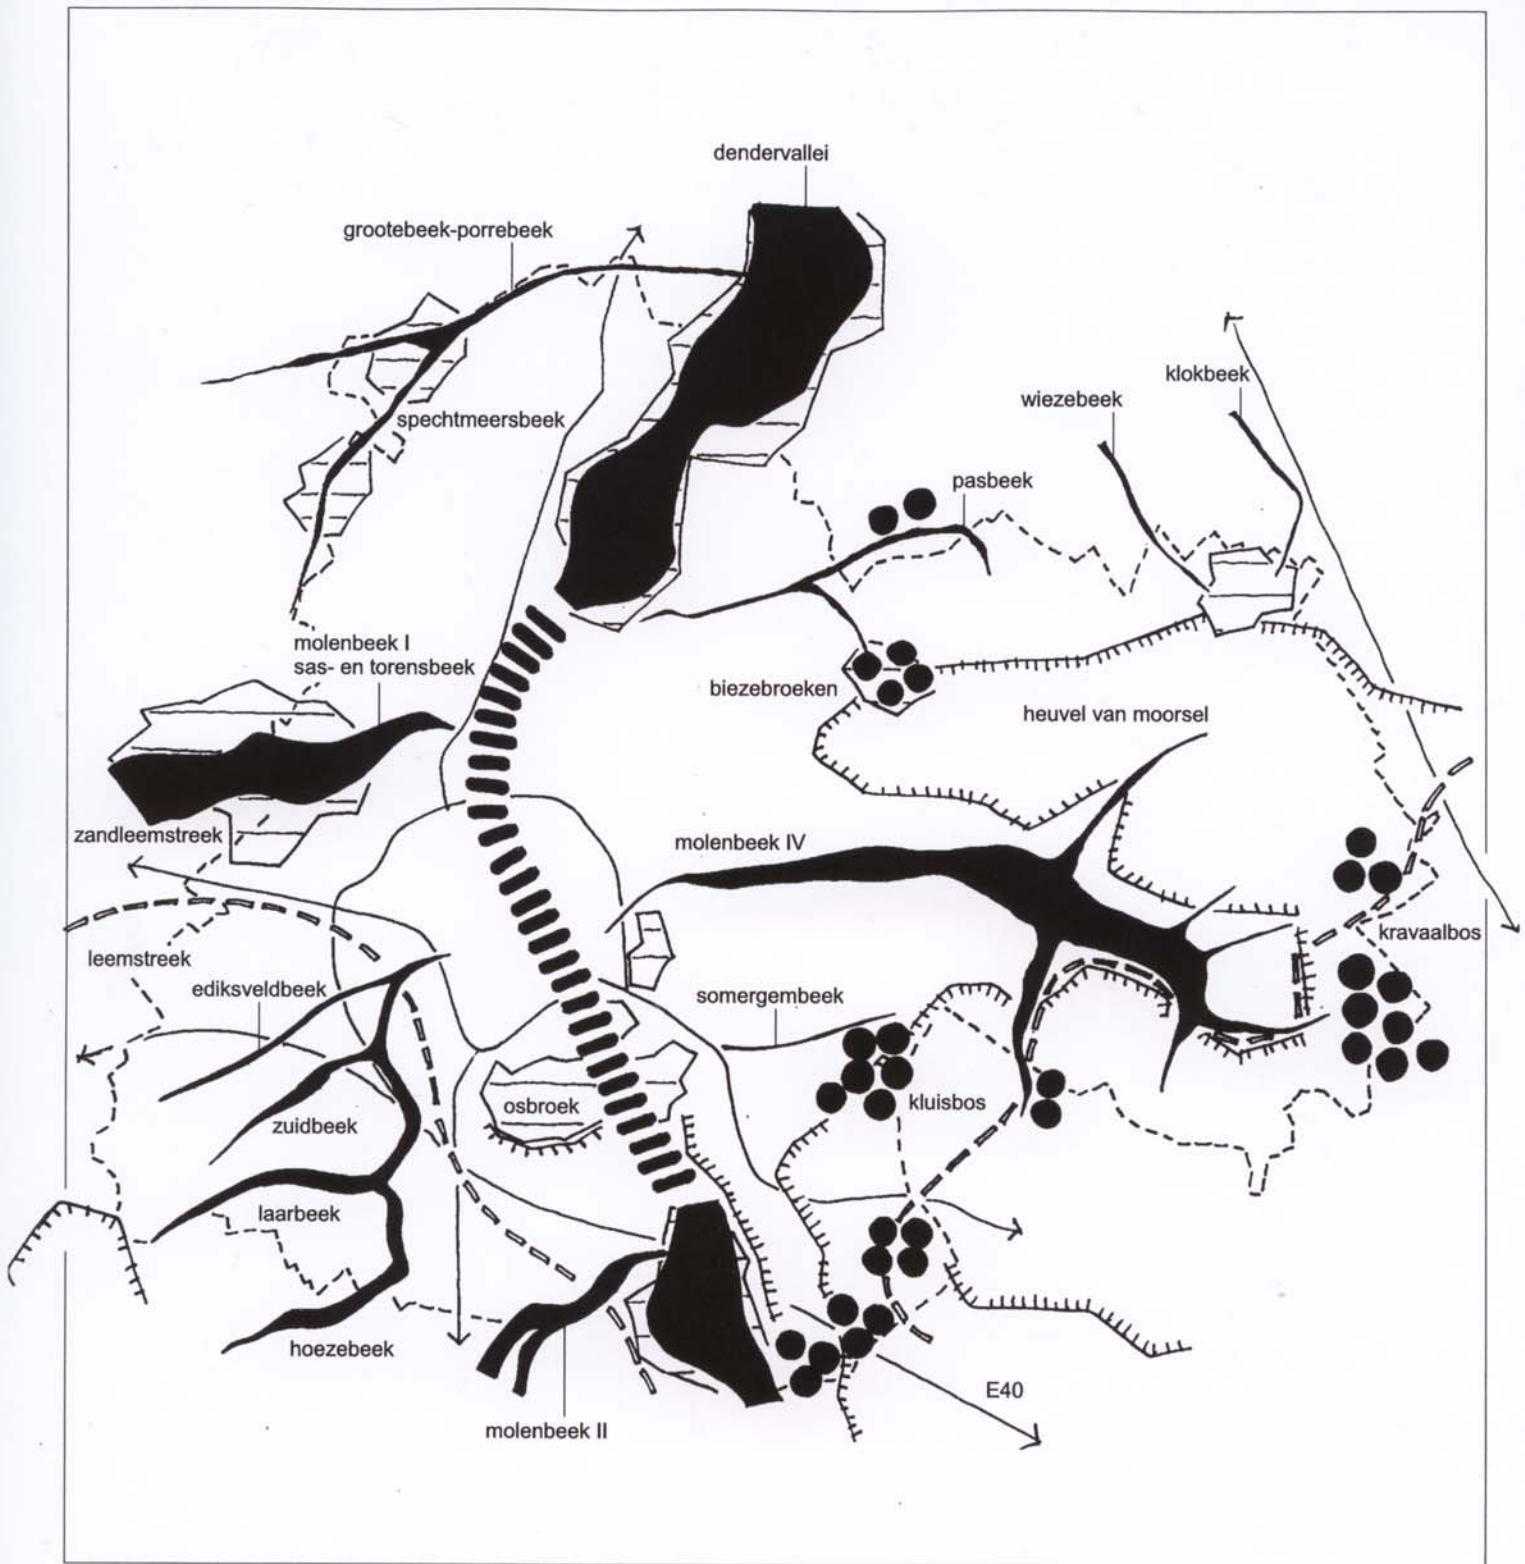 dendervallei
grootebeek-porrebeek
klokbeek
wiezebeek
spechtmeersbeek
pasbeek
molenbeek I
sas- en torensbeek
biezebroeken
heuvel van moorsel
zandleemstreek
molenbeek IV
kravaalbos
leemstreek
ediksveldbeek
somergembeek
osbroek
kluisbos
zuidbeek
laarbeek
hoezebeek
E40
molenbeek II